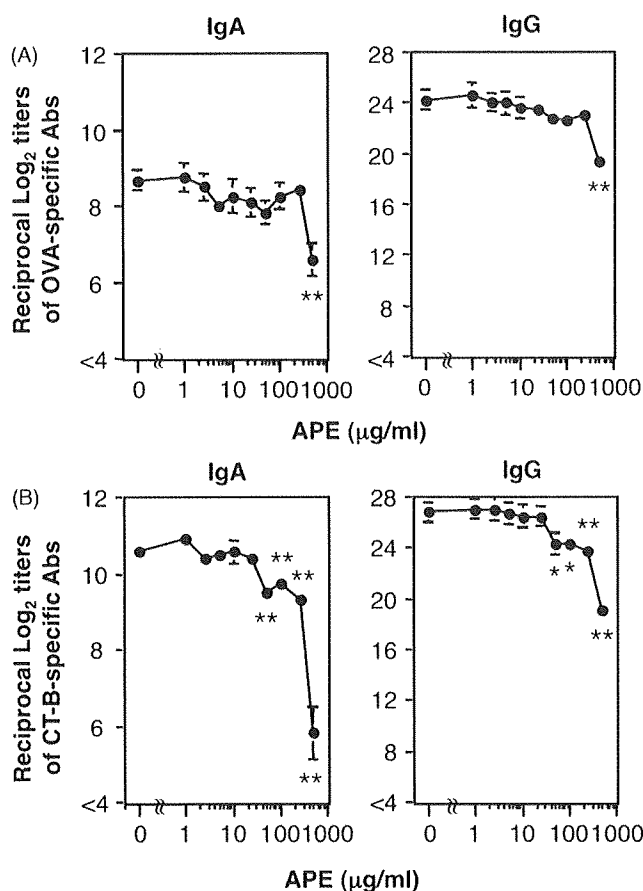 IgA IgG
(A)
Reciprocal Log₂ titers
of OVA-specific Abs
12
10
8
6
<4
**
28
24
20
16
12
8
<4
**
0 1 10 100 1000
0 1 10 100 1000
APE (μg/ml)
IgA IgG
(B)
Reciprocal Log₂ titers
of CT-B-specific Abs
12
10
8
6
<4
**
**
**
**
28
24
20
16
12
8
<4
*
*
**
**
0 1 10 100 1000
0 1 10 100 1000
APE (μg/ml)